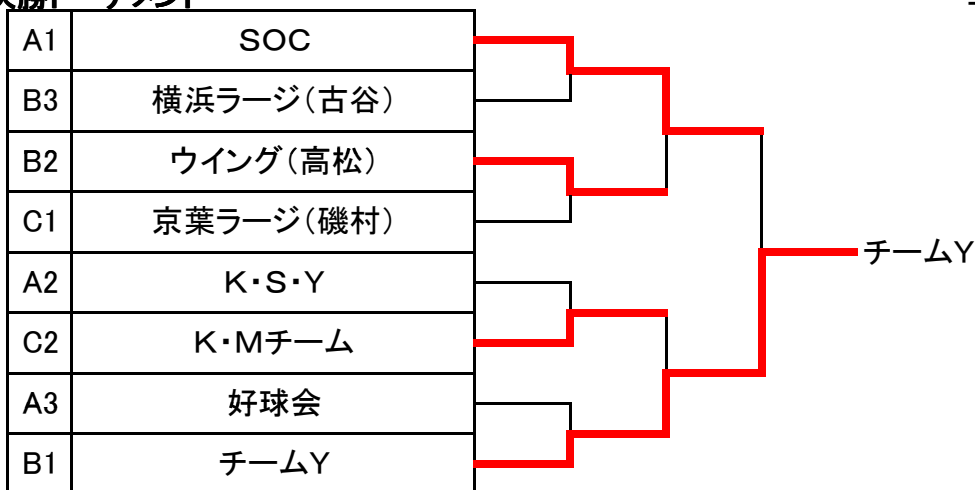 A1 SOC
B3 横浜ラージ（古谷）
B2 ウイング（高松）
C1 京葉ラージ（磯村）
A2 K・S・Y
C2 K・Mチーム
A3 好球会
B1 チームY
チームY